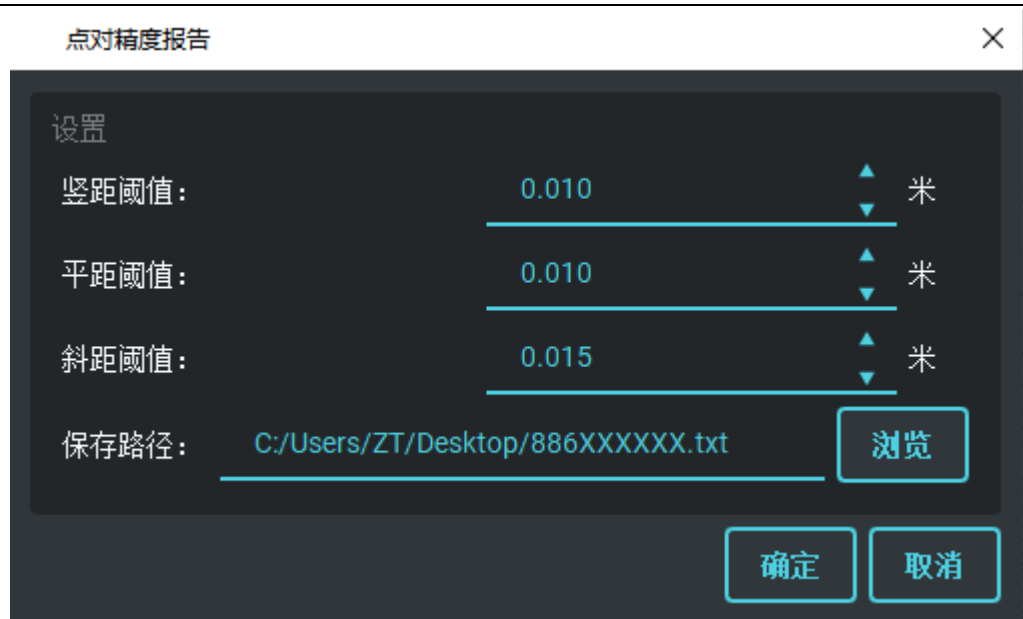 点对精度报告
设置
竖距阈值： 0.010 米
平距阈值： 0.010 米
斜距阈值： 0.015 米
保存路径： C:/Users/ZT/Desktop/886XXXXXX.txt 浏览
确定 取消